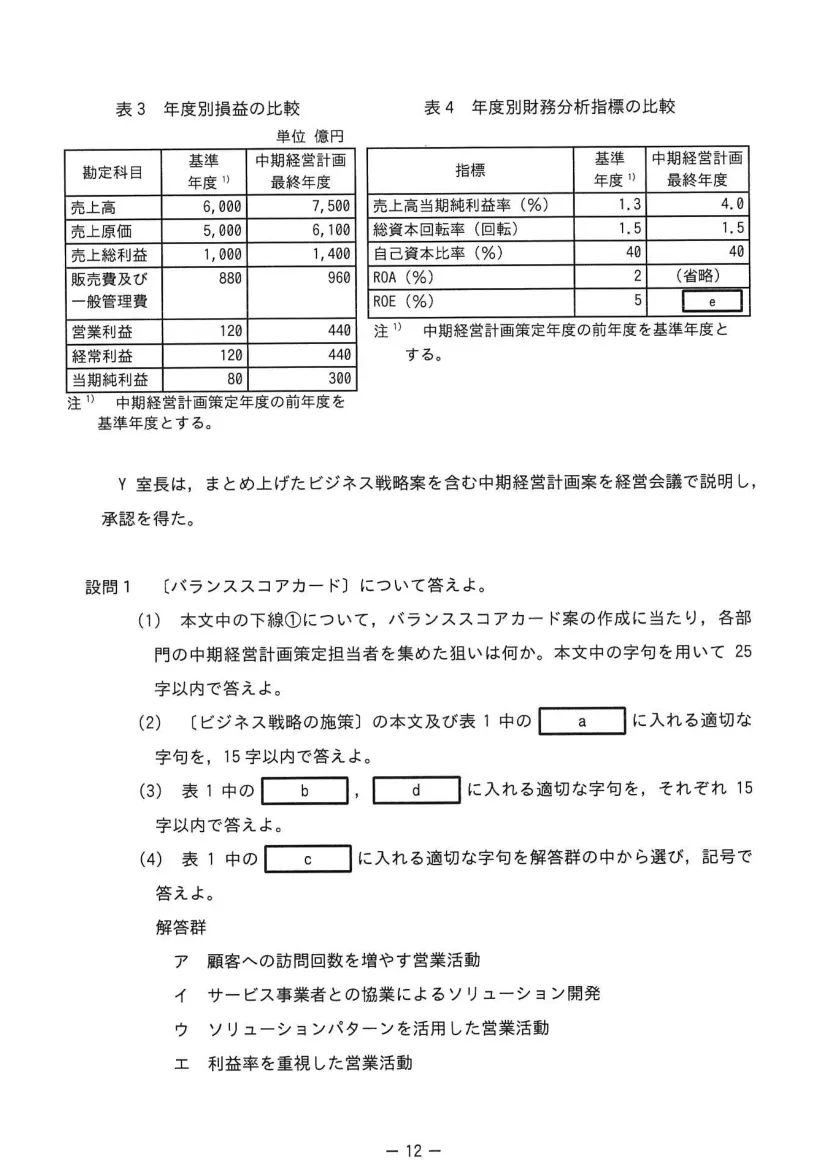 表3　年度別損益の比較
単位 億円
勘定科目　基準年度 1)　中期経営計画最終年度
売上高　6,000　7,500
売上原価　5,000　6,100
売上総利益　1,000　1,400
販売費及び一般管理費　880　960
営業利益　120　440
経常利益　120　440
当期純利益　80　300
注 1)　中期経営計画策定年度の前年度を
基準年度とする。
表4　年度別財務分析指標の比較
指標　基準年度 1)　中期経営計画最終年度
売上高当期純利益率（％）　1.3　4.0
総資本回転率（回転）　1.5　1.5
自己資本比率（％）　40　40
ROA（％）　2　（省略）
ROE（％）　5　e
注 1)　中期経営計画策定年度の前年度を基準年度と
する。
Y 室長は，まとめ上げたビジネス戦略案を含む中期経営計画案を経営会議で説明し，
承認を得た。
設問1　〔バランススコアカード〕について答えよ。
(1)　本文中の下線①について，バランススコアカード案の作成に当たり，各部
門の中期経営計画策定担当者を集めた狙いは何か。本文中の字句を用いて 25
字以内で答えよ。
(2)　〔ビジネス戦略の施策〕の本文及び表 1 中の　a　に入れる適切な
字句を，15 字以内で答えよ。
(3)　表 1 中の　b　，　d　に入れる適切な字句を，それぞれ 15
字以内で答えよ。
(4)　表 1 中の　c　に入れる適切な字句を解答群の中から選び，記号で
答えよ。
解答群
ア　顧客への訪問回数を増やす営業活動
イ　サービス事業者との協業によるソリューション開発
ウ　ソリューションパターンを活用した営業活動
エ　利益率を重視した営業活動
－ 12 －